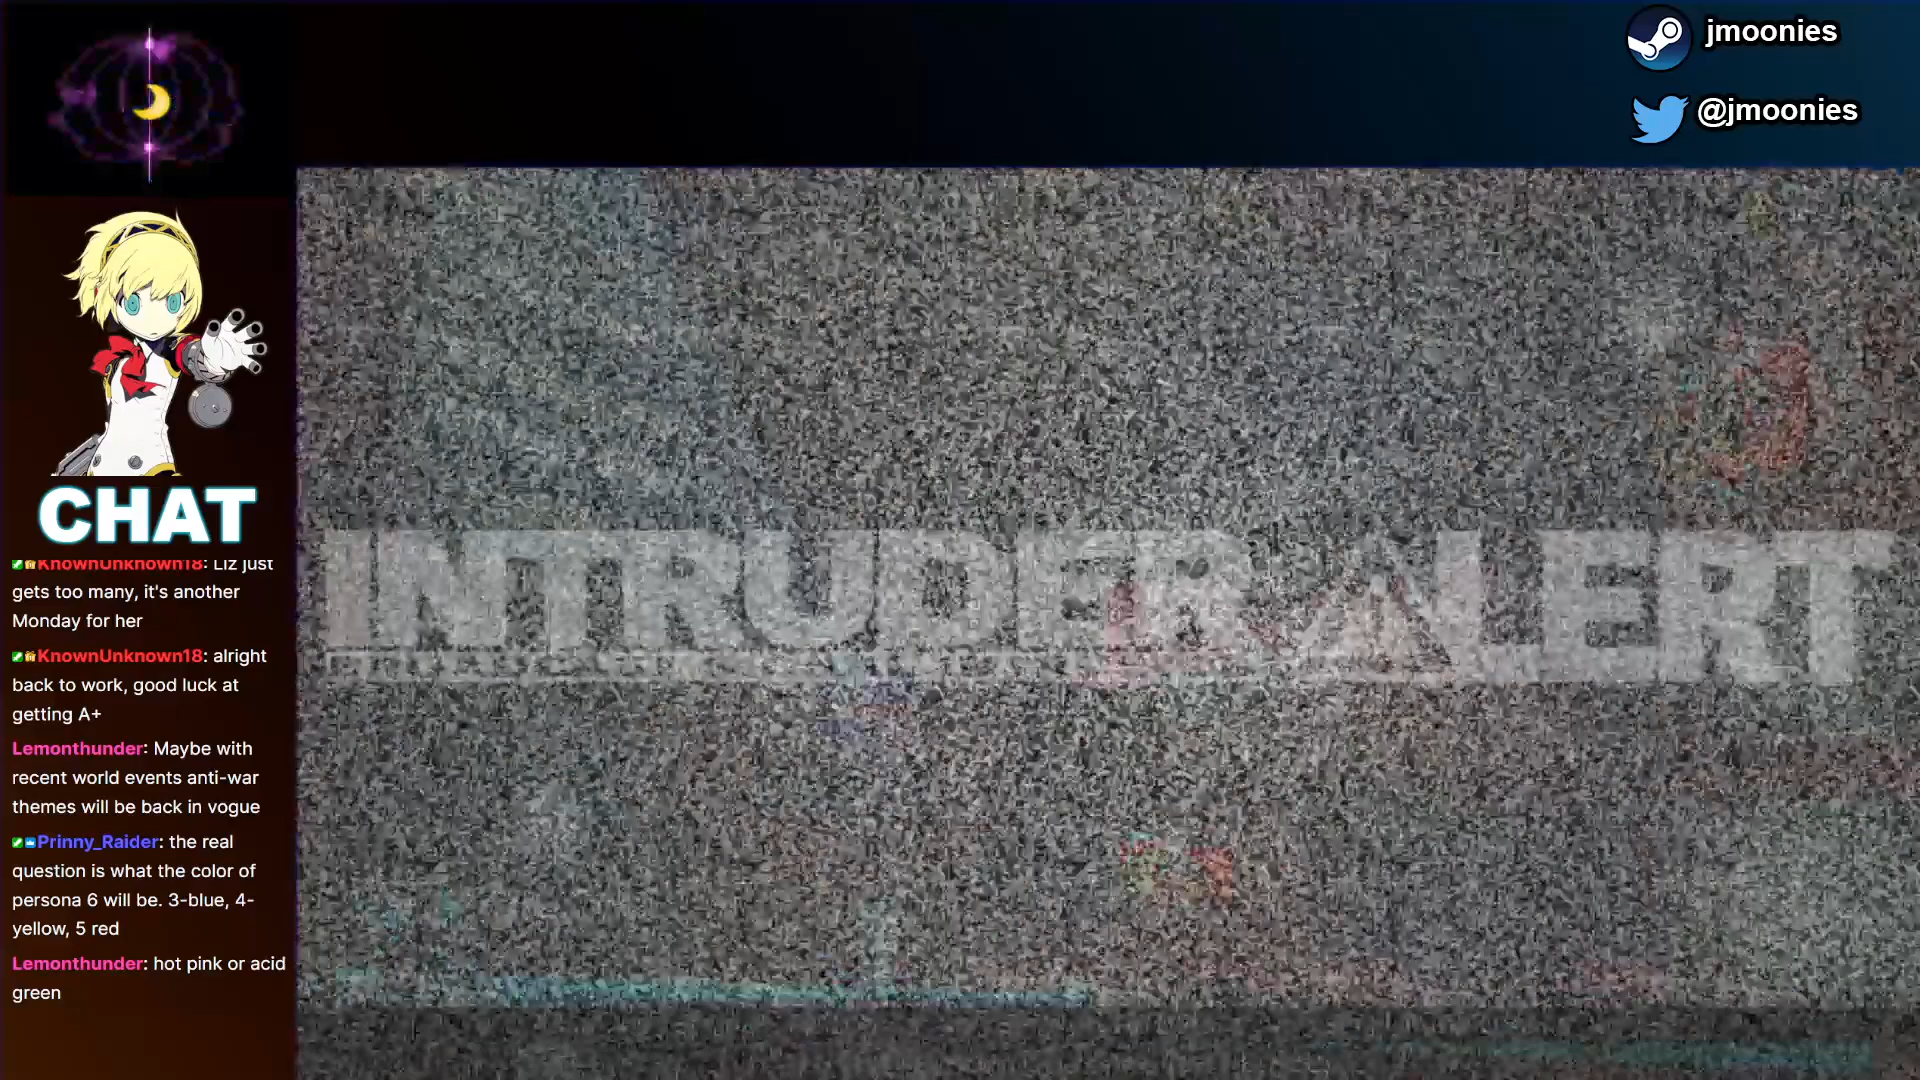 jmoonies
@jmoonies
CHAT
KnownUnknown18: Liz just
gets too many, it's another
Monday for her
KnownUnknown18: alright
back to work, good luck at
getting A+
Lemonthunder: Maybe with
recent world events anti-war
themes will be back in vogue
Prinny_Raider: the real
question is what the color of
persona 6 will be. 3-blue, 4-
yellow, 5 red
Lemonthunder: hot pink or acid
green
INTRUDER ALERT